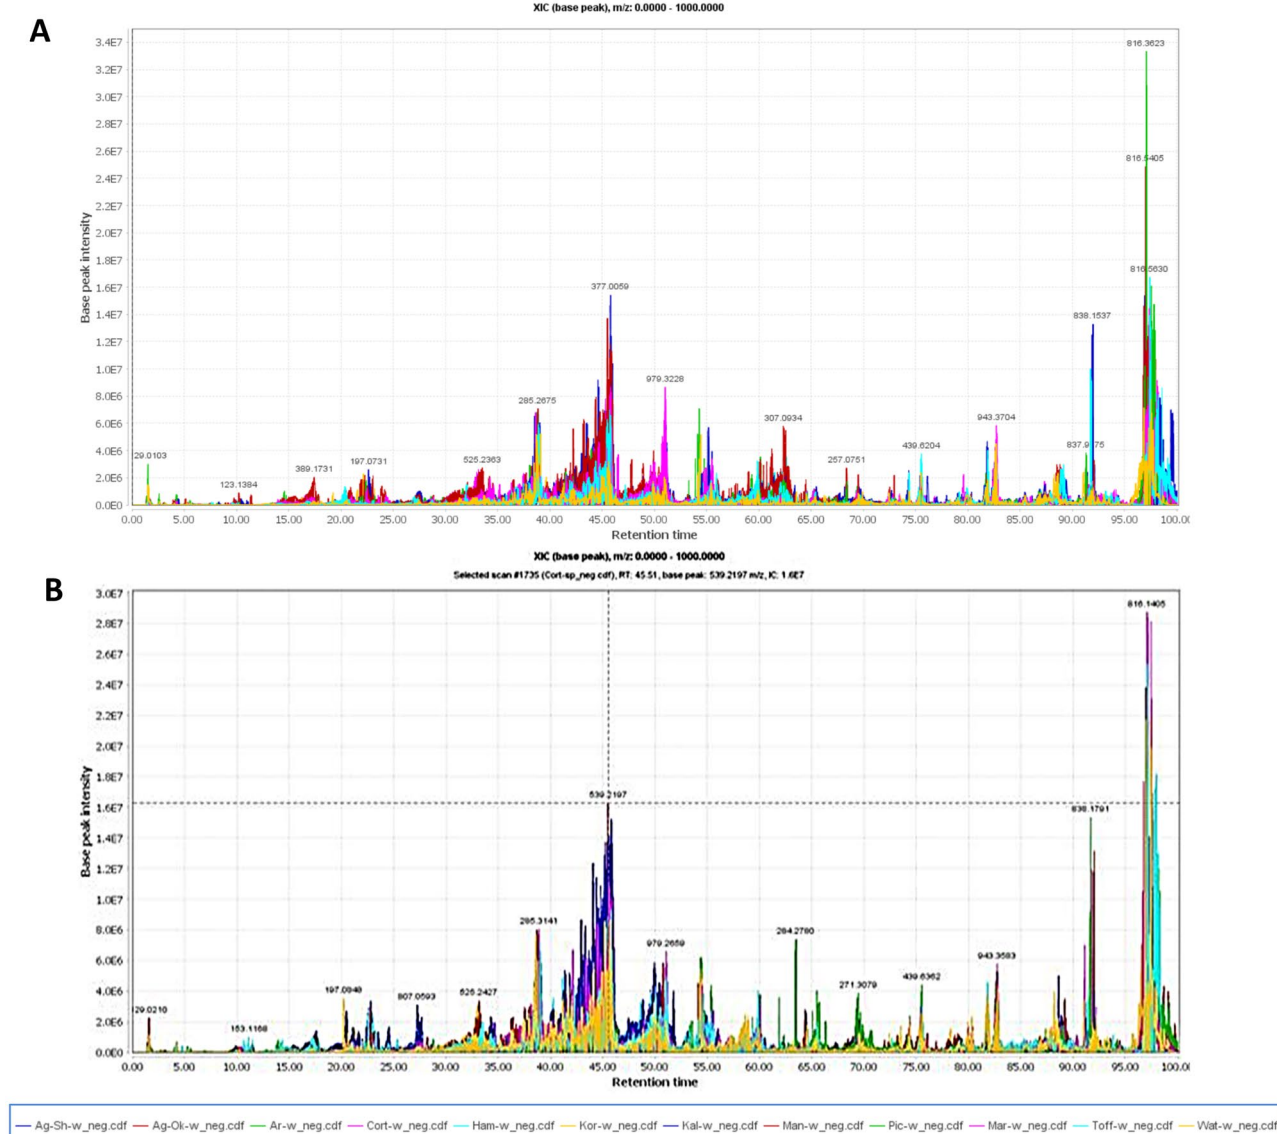 A
XIC (base peak), m/z: 0.0000 - 1000.0000
3.4E7
3.2E7
3.0E7
2.8E7
2.6E7
2.4E7
2.2E7
2.0E7
1.8E7
1.6E7
1.4E7
1.2E7
1.0E7
8.0E6
6.0E6
4.0E6
2.0E6
0.0E0
Base peak intensity
816.3623
816.5405
816.5630
838.1537
377.0059
979.3228
285.2675
307.0934
943.3704
837.9175
439.6204
257.0751
525.2363
197.0731
389.1731
29.0103
123.1384
0.00 5.00 10.00 15.00 20.00 25.00 30.00 35.00 40.00 45.00 50.00 55.00 60.00 65.00 70.00 75.00 80.00 85.00 90.00 95.00 100.0
Retention time
B
XIC (base peak), m/z: 0.0000 - 1000.0000
Selected scan #1735 (Cort-sp_neg.cdf), RT: 45.51, base peak: 539.2197 m/z, IC: 1.6E7
3.0E7
2.8E7
2.6E7
2.4E7
2.2E7
2.0E7
1.8E7
1.6E7
1.4E7
1.2E7
1.0E7
8.0E6
6.0E6
4.0E6
2.0E6
0.0E0
Base peak intensity
816.1405
539.2197
838.1791
285.3141
979.2659
284.2780
943.3583
439.6362
271.3079
525.2427
807.0593
197.0848
153.1168
0.00 5.00 10.00 15.00 20.00 25.00 30.00 35.00 40.00 45.00 50.00 55.00 60.00 65.00 70.00 75.00 80.00 85.00 90.00 95.00 100.0
Retention time
Ag-Sh-w_neg.cdf Ag-Ok-w_neg.cdf Ar-w_neg.cdf Cort-w_neg.cdf Ham-w_neg.cdf Kor-w_neg.cdf Kal-w_neg.cdf Man-w_neg.cdf Pic-w_neg.cdf Mar-w_neg.cdf Toff-w_neg.cdf Wat-w_neg.cdf